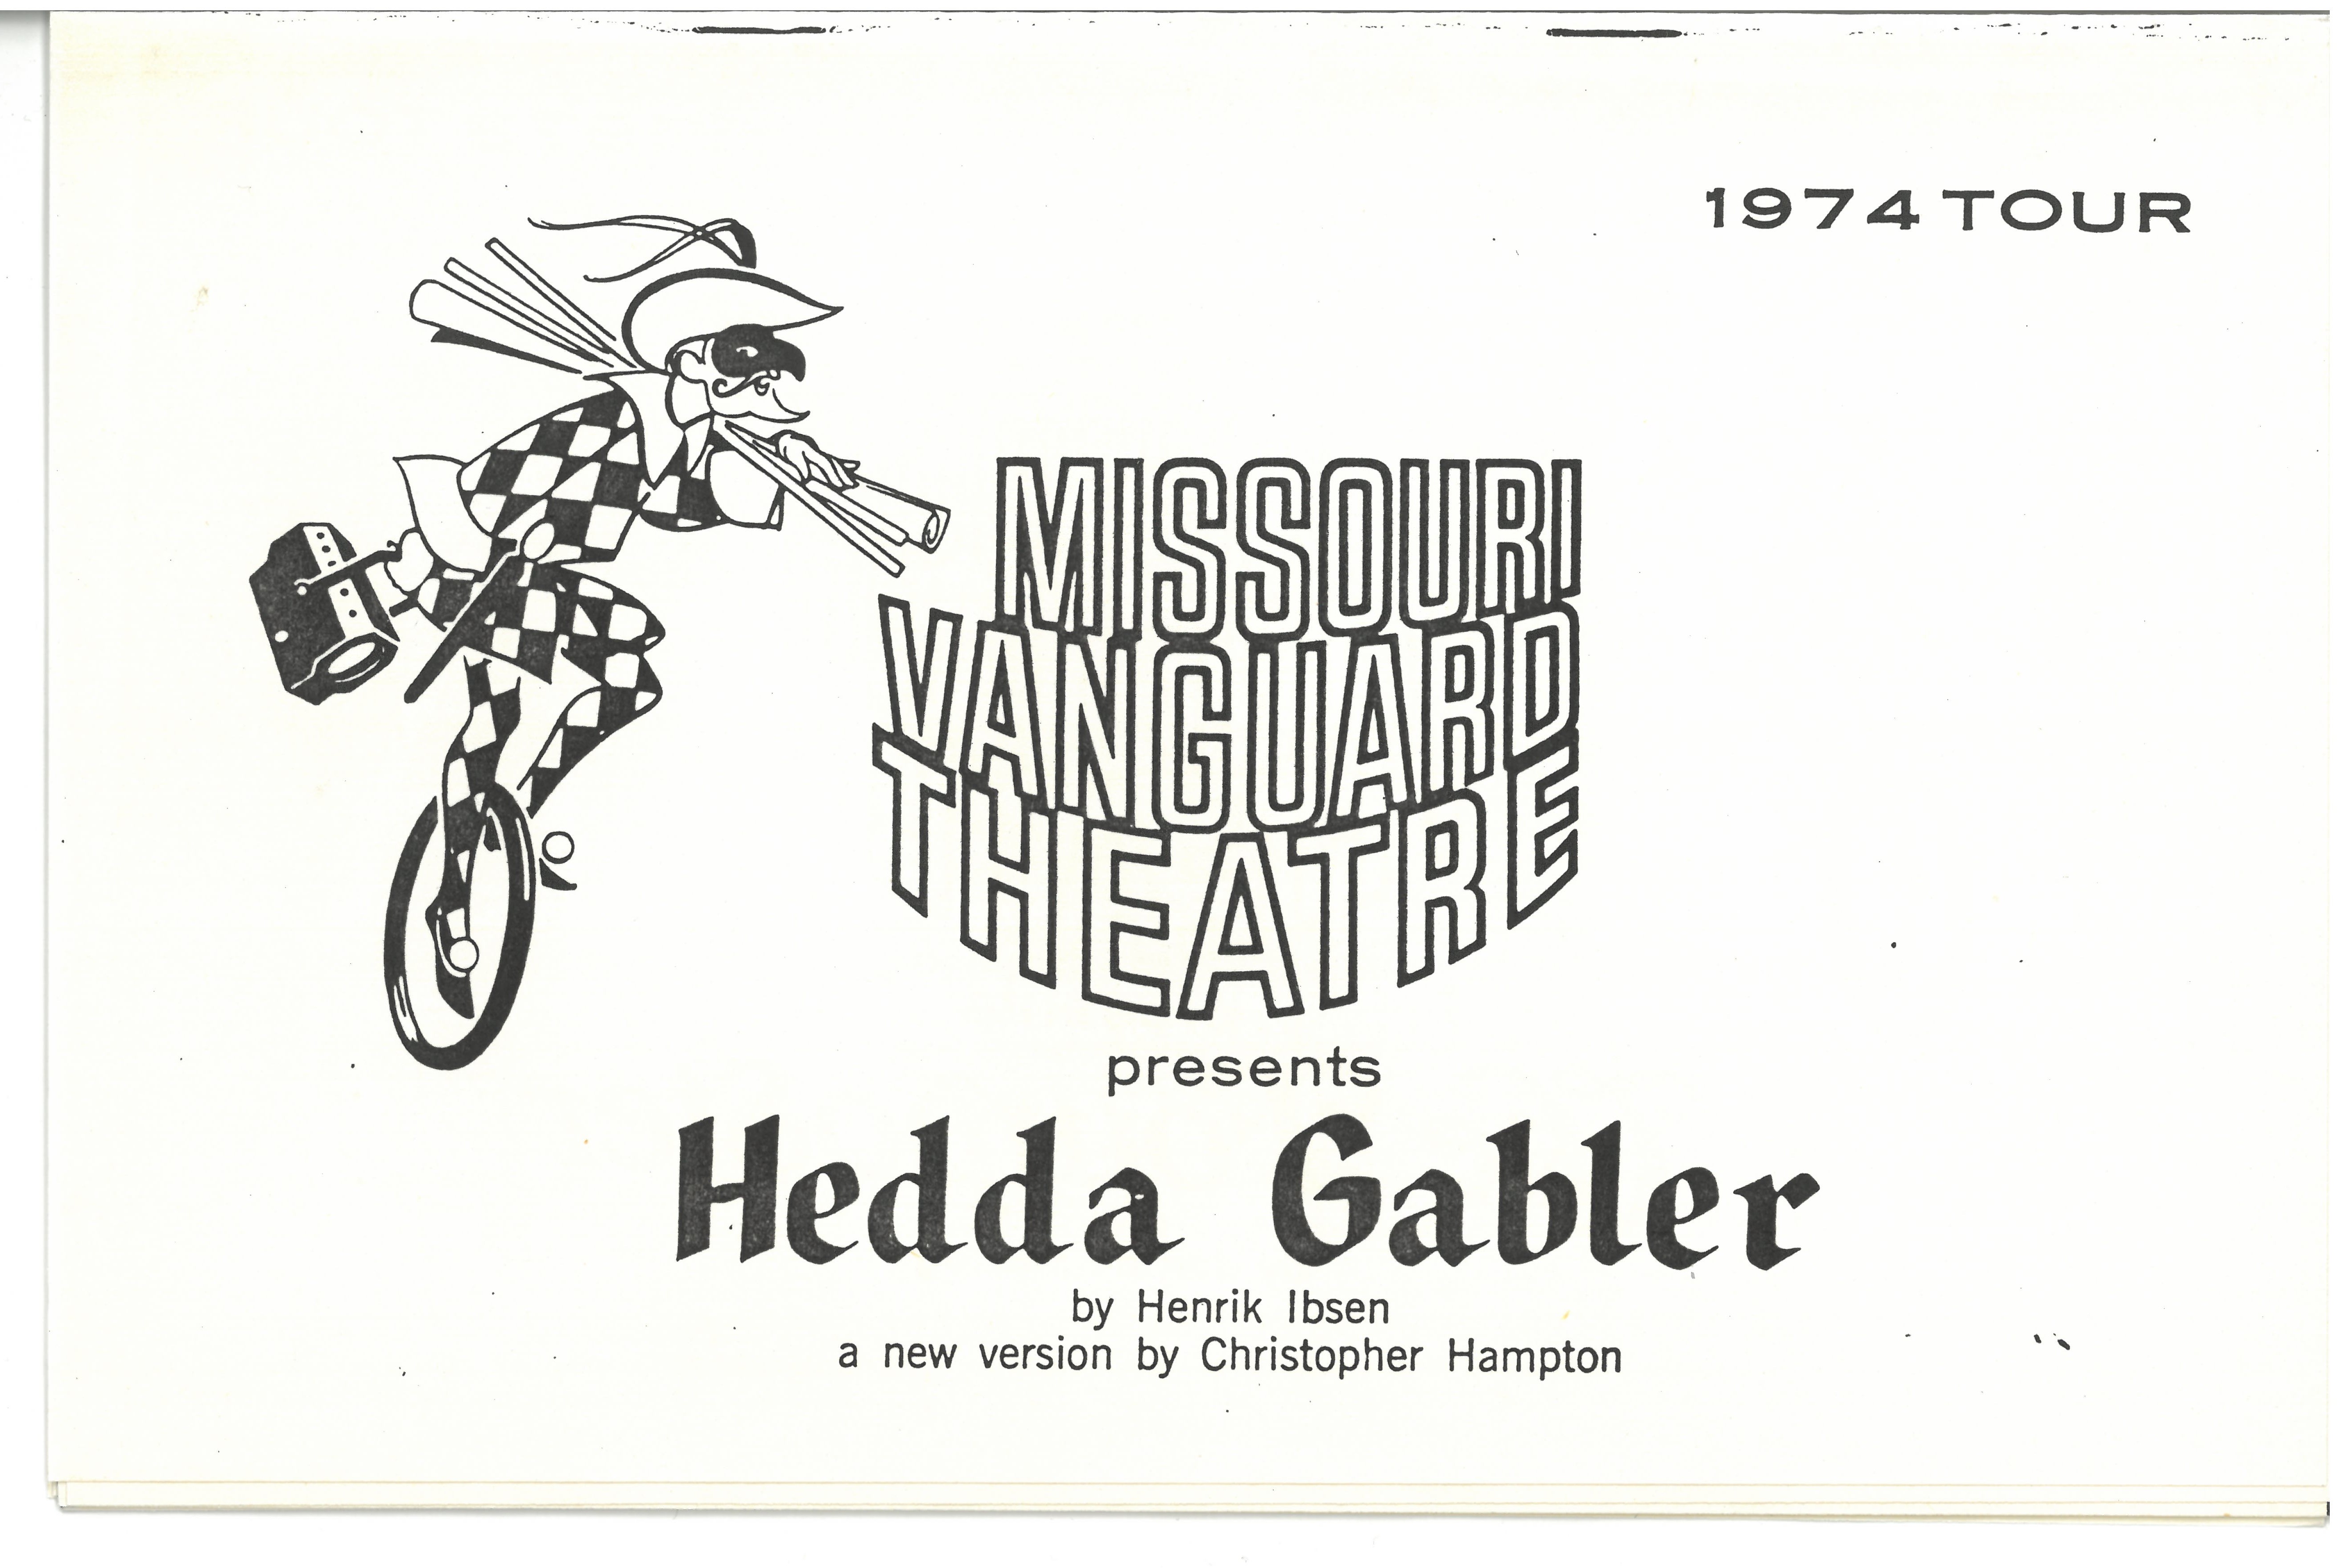 1974 TOUR
MISSOURI
VANGUARD
THEATRE
presents
Hedda Gabler
by Henrik Ibsen
a new version by Christopher Hampton